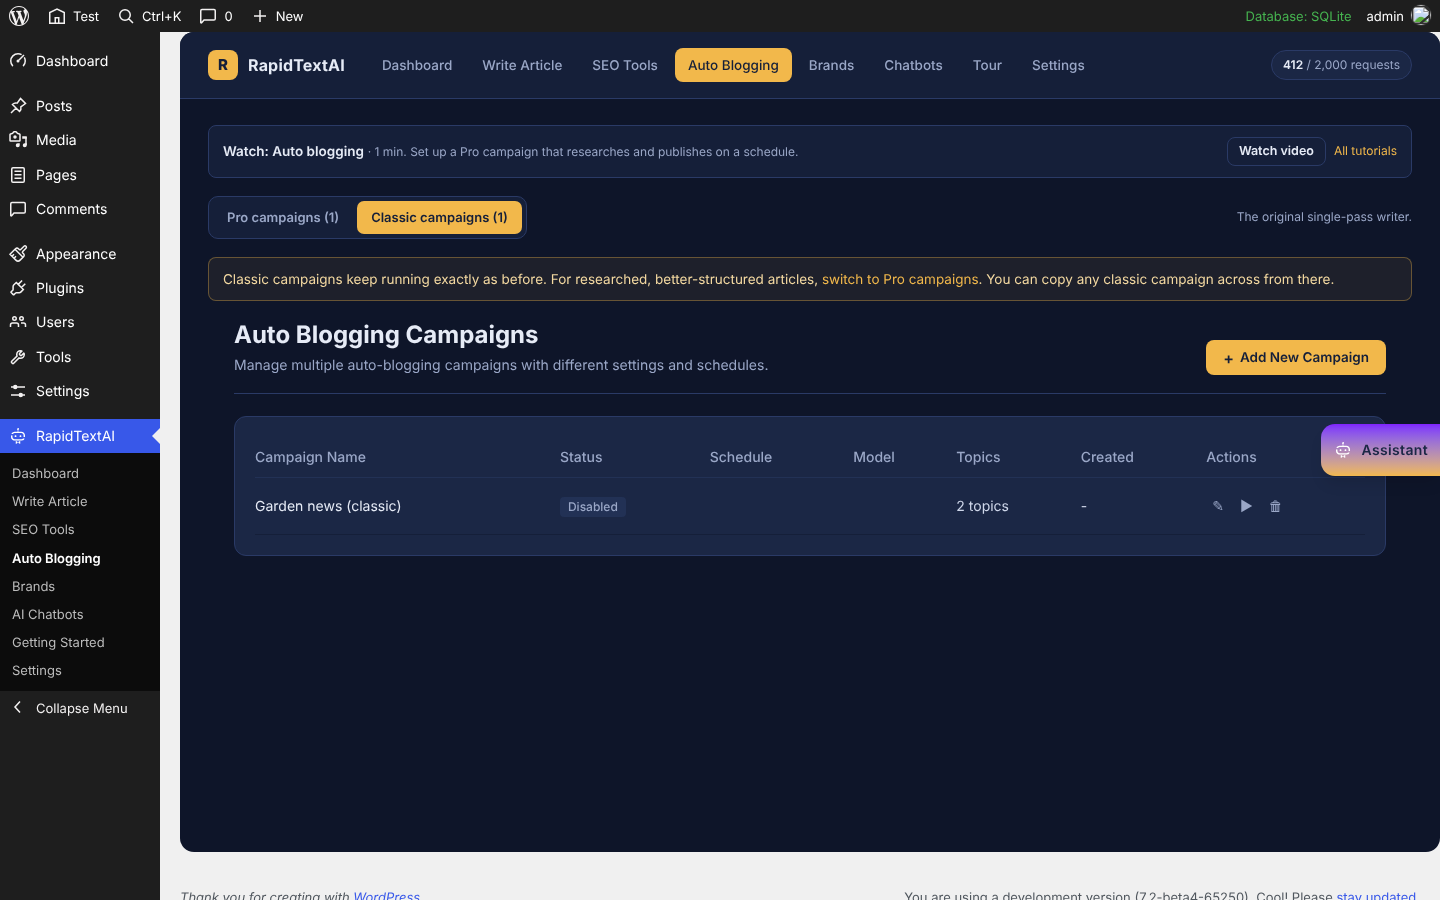 Test
Ctrl+K
0
New
Database: SQLite
admin
Dashboard
Posts
Media
Pages
Comments
Appearance
Plugins
Users
Tools
Settings
RapidTextAI
Dashboard
Write Article
SEO Tools
Auto Blogging
Brands
AI Chatbots
Getting Started
Settings
Collapse Menu
R RapidTextAI Dashboard Write Article SEO Tools Auto Blogging Brands Chatbots Tour Settings 412 / 2,000 requests
Watch: Auto blogging · 1 min. Set up a Pro campaign that researches and publishes on a schedule. Watch video All tutorials
Pro campaigns (1) Classic campaigns (1) The original single-pass writer.
Classic campaigns keep running exactly as before. For researched, better-structured articles, switch to Pro campaigns. You can copy any classic campaign across from there.
Auto Blogging Campaigns
Manage multiple auto-blogging campaigns with different settings and schedules.
+ Add New Campaign
Campaign Name Status Schedule Model Topics Created Actions
Garden news (classic) Disabled 2 topics -
Assistant
Thank you for creating with WordPress
You are using a development version (7.2-beta4-65250). Cool! Please stay updated